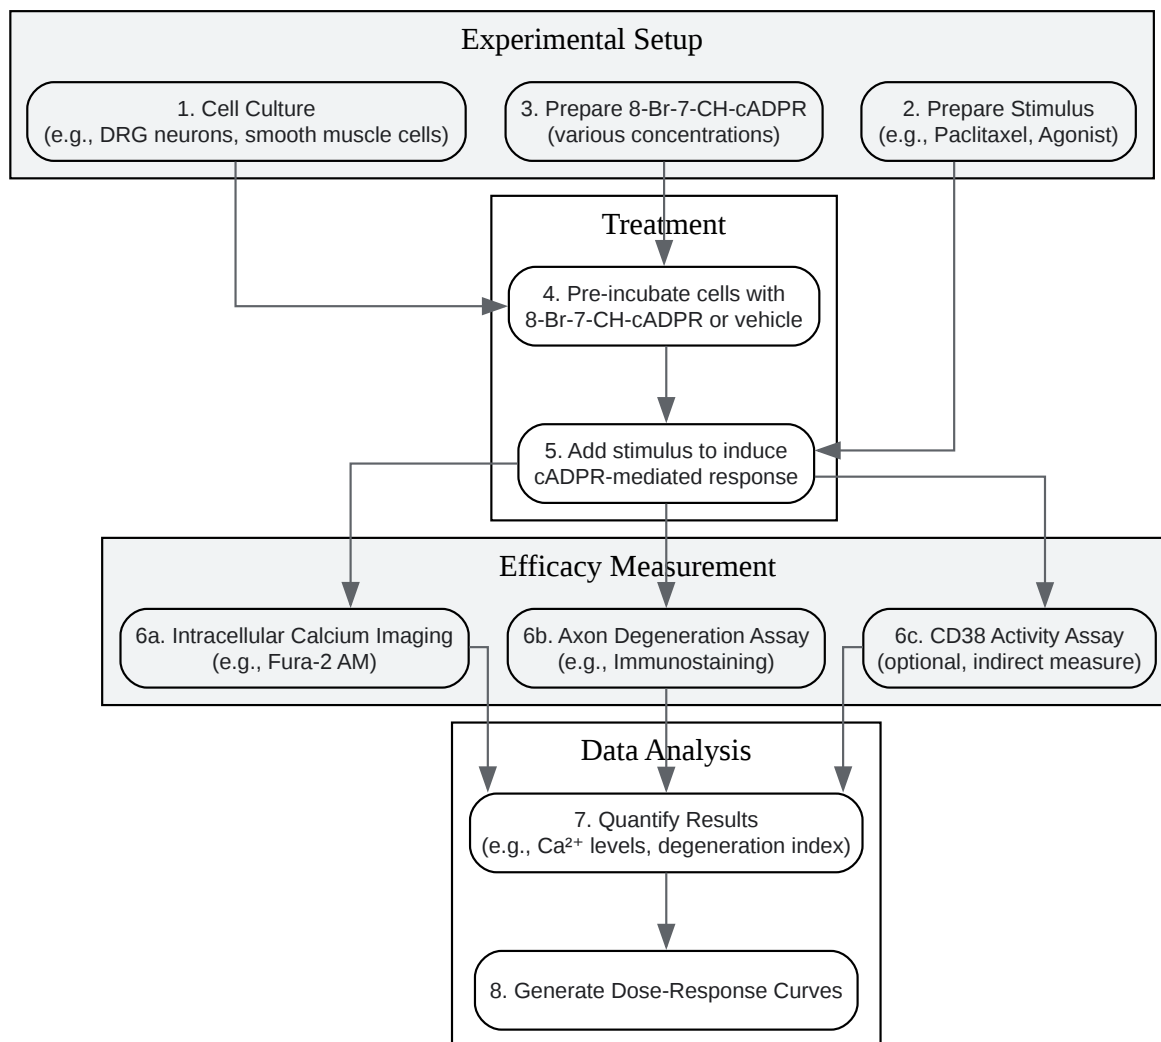 Experimental Setup
1. Cell Culture
(e.g., DRG neurons, smooth muscle cells)
3. Prepare 8-Br-7-CH-cADPR
(various concentrations)
2. Prepare Stimulus
(e.g., Paclitaxel, Agonist)
Treatment
4. Pre-incubate cells with
8-Br-7-CH-cADPR or vehicle
5. Add stimulus to induce
cADPR-mediated response
Efficacy Measurement
6a. Intracellular Calcium Imaging
(e.g., Fura-2 AM)
6b. Axon Degeneration Assay
(e.g., Immunostaining)
6c. CD38 Activity Assay
(optional, indirect measure)
Data Analysis
7. Quantify Results
(e.g., Ca²⁺ levels, degeneration index)
8. Generate Dose-Response Curves